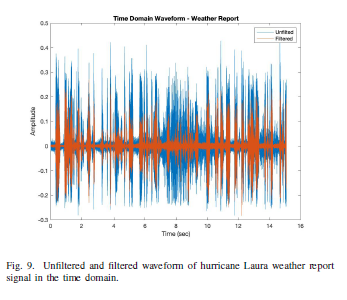 Time Domain Waveform - Weather Report
0.5
Unfilted
Filtered
0.4
0.3
0.2
0.1
0
-0.1
-0.2
-0.3
Amplitude
0 2 4 6 8 10 12 14 16
Time (sec)
Fig. 9. Unfiltered and filtered waveform of hurricane Laura weather report
signal in the time domain.